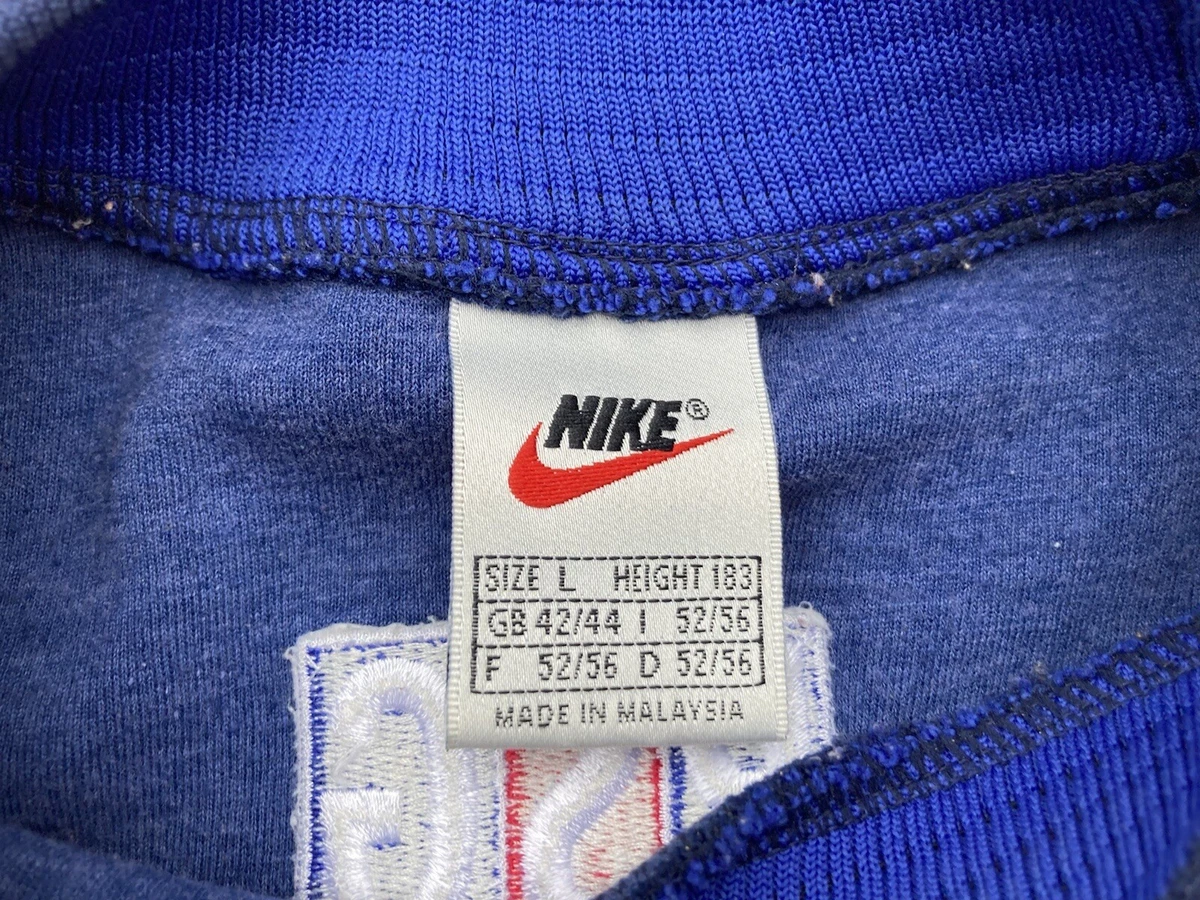 NIKE®
SIZE L HEIGHT 183
GB 42/44 I 52/56
F 52/56 D 52/56
MADE IN MALAYSIA